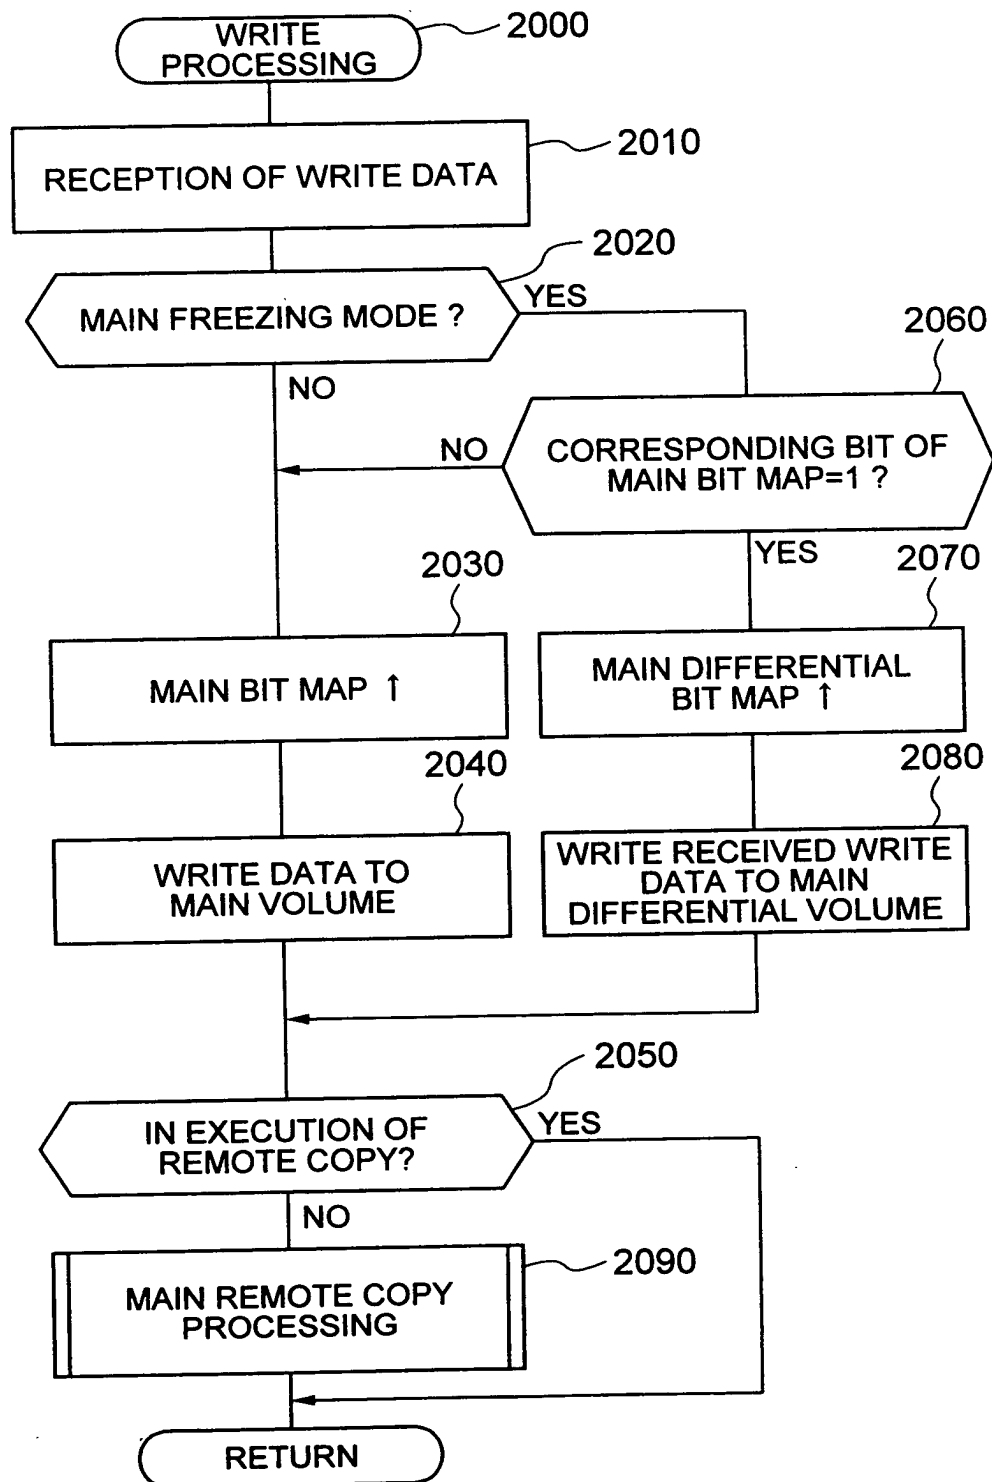 WRITE
PROCESSING
2000
RECEPTION OF WRITE DATA
2010
MAIN FREEZING MODE ?
2020
YES
NO
2060
CORRESPONDING BIT OF
MAIN BIT MAP=1 ?
NO
YES
2030
MAIN BIT MAP ↑
2070
MAIN DIFFERENTIAL
BIT MAP ↑
2040
WRITE DATA TO
MAIN VOLUME
2080
WRITE RECEIVED WRITE
DATA TO MAIN
DIFFERENTIAL VOLUME
2050
IN EXECUTION OF
REMOTE COPY?
YES
NO
MAIN REMOTE COPY
PROCESSING
2090
RETURN